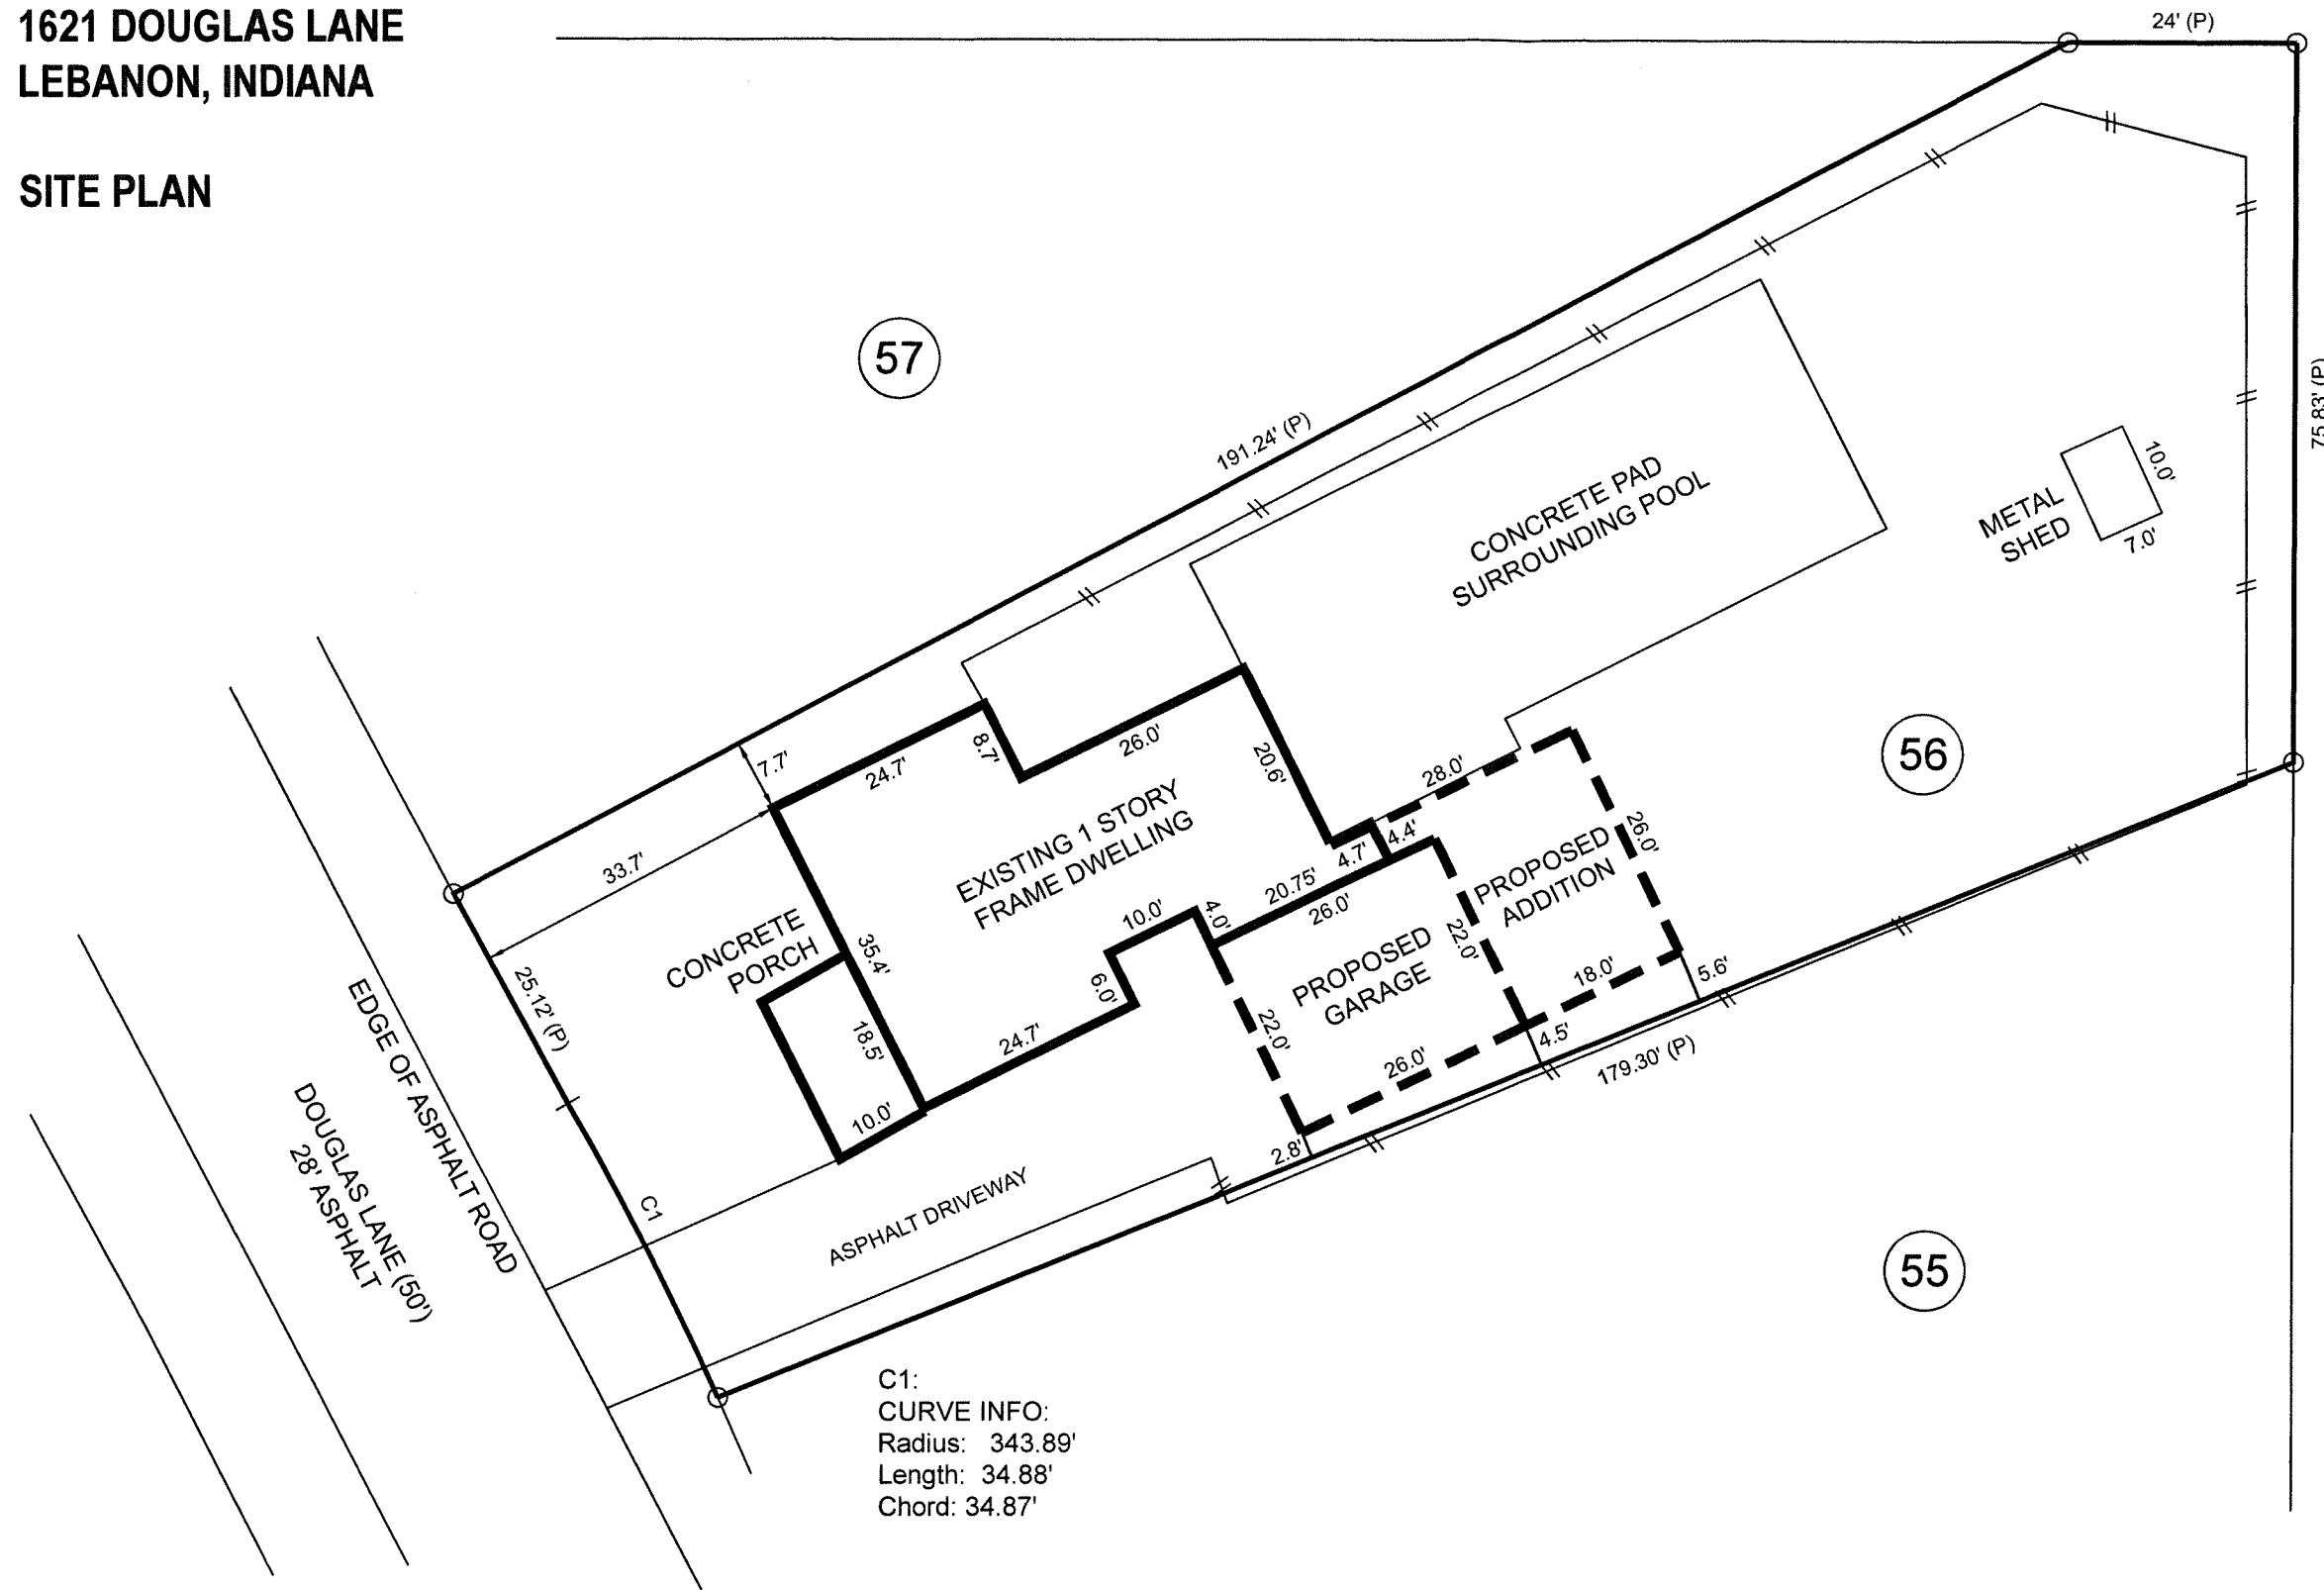 1621 DOUGLAS LANE
LEBANON, INDIANA
SITE PLAN
24' (P)
57
191.24' (P)
75.83' (P)
CONCRETE PAD
SURROUNDING POOL
METAL
SHED
10.0'
7.0'
7.7'
24.7'
8.7'
26.0'
20.6'
28.0'
56
33.7'
EXISTING 1 STORY
FRAME DWELLING
4.7'
4.4'
26.0'
PROPOSED
ADDITION
20.75'
26.0'
10.0'
4.0'
CONCRETE
PORCH
35.4'
6.0'
PROPOSED
GARAGE
22.0'
22.0'
18.0'
5.6'
25.12' (P)
18.5'
24.7'
26.0'
4.5'
179.30' (P)
10.0'
2.8'
EDGE OF ASPHALT ROAD
DOUGLAS LANE (50')
28' ASPHALT
C1
ASPHALT DRIVEWAY
55
C1:
CURVE INFO:
Radius: 343.89'
Length: 34.88'
Chord: 34.87'